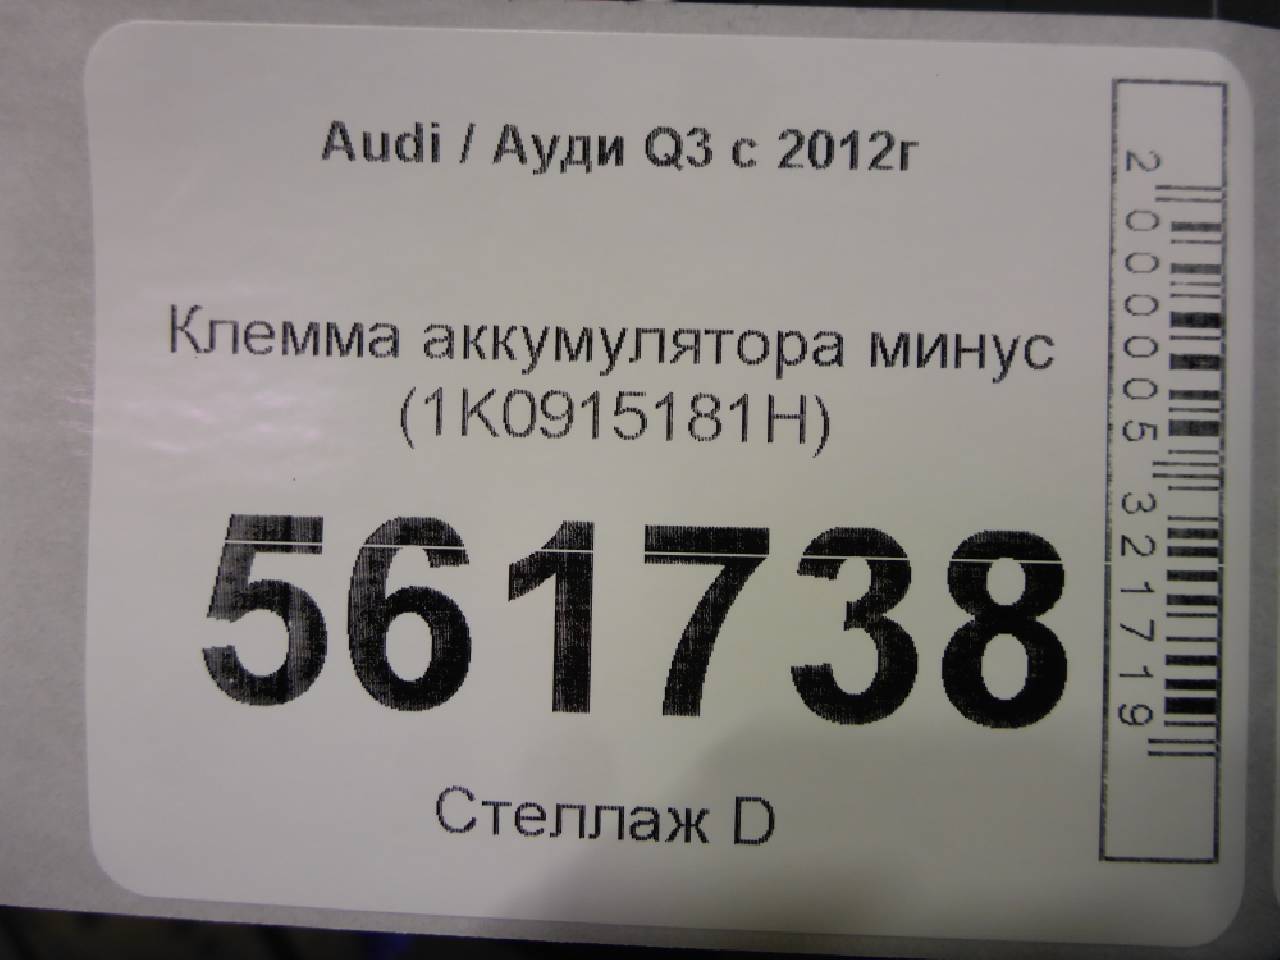 Audi / Ауди Q3 с 2012г
Клемма аккумулятора минус
(1K0915181H)
561738
Стеллаж D
2 000005 321719